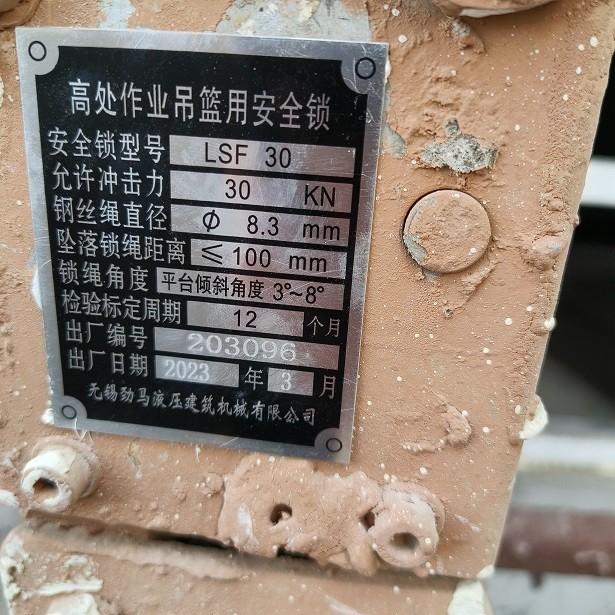 高处作业吊篮用安全锁
安全锁型号 LSF 30
允许冲击力 30 KN
钢丝绳直径 Φ 8.3 mm
坠落锁绳距离 ≤100 mm
锁绳角度 平台倾斜角度 3°~8°
检验标定周期 12 个月
出厂编号 203096
出厂日期 2023 年 3 月
无锡劲马液压建筑机械有限公司